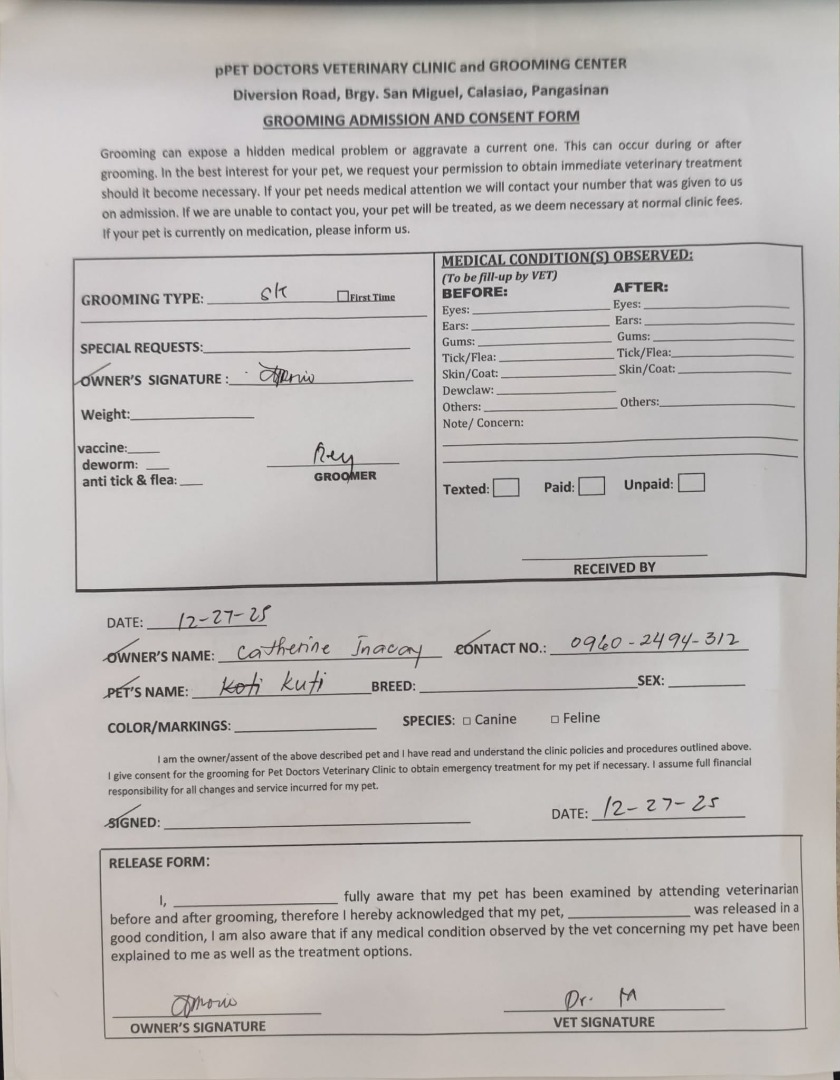 pPET DOCTORS VETERINARY CLINIC and GROOMING CENTER
Diversion Road, Brgy. San Miguel, Calasiao, Pangasinan
GROOMING ADMISSION AND CONSENT FORM
Grooming can expose a hidden medical problem or aggravate a current one. This can occur during or after
grooming. In the best interest for your pet, we request your permission to obtain immediate veterinary treatment
should it become necessary. If your pet needs medical attention we will contact your number that was given to us
on admission. If we are unable to contact you, your pet will be treated, as we deem necessary at normal clinic fees.
If your pet is currently on medication, please inform us.
GROOMING TYPE: SK First Time
SPECIAL REQUESTS:
OWNER'S SIGNATURE :
Weight:
vaccine:
deworm:
anti tick & flea:
Rey
GROOMER
MEDICAL CONDITION(S) OBSERVED:
(To be fill-up by VET)
BEFORE: AFTER:
Eyes: Eyes:
Ears: Ears:
Gums: Gums:
Tick/Flea: Tick/Flea:
Skin/Coat: Skin/Coat:
Dewclaw:
Others: Others:
Note/ Concern:
Texted: Paid: Unpaid:
RECEIVED BY
DATE: 12-27-25
OWNER'S NAME: Catherine Inacay CONTACT NO.: 0960-2494-312
PET'S NAME: Koti Kuti BREED: SEX:
COLOR/MARKINGS: SPECIES: Canine Feline
I am the owner/assent of the above described pet and I have read and understand the clinic policies and procedures outlined above.
I give consent for the grooming for Pet Doctors Veterinary Clinic to obtain emergency treatment for my pet if necessary. I assume full financial
responsibility for all changes and service incurred for my pet.
SIGNED: DATE: 12-27-25
RELEASE FORM:
I, fully aware that my pet has been examined by attending veterinarian
before and after grooming, therefore I hereby acknowledged that my pet, was released in a
good condition, I am also aware that if any medical condition observed by the vet concerning my pet have been
explained to me as well as the treatment options.
Dr. M
OWNER'S SIGNATURE VET SIGNATURE